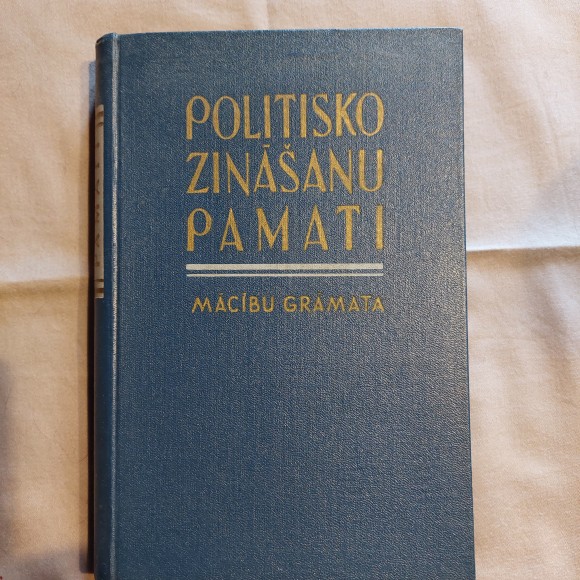 POLITISKO
ZINĀŠANU
PAMATI
MĀCĪBU GRĀMATA